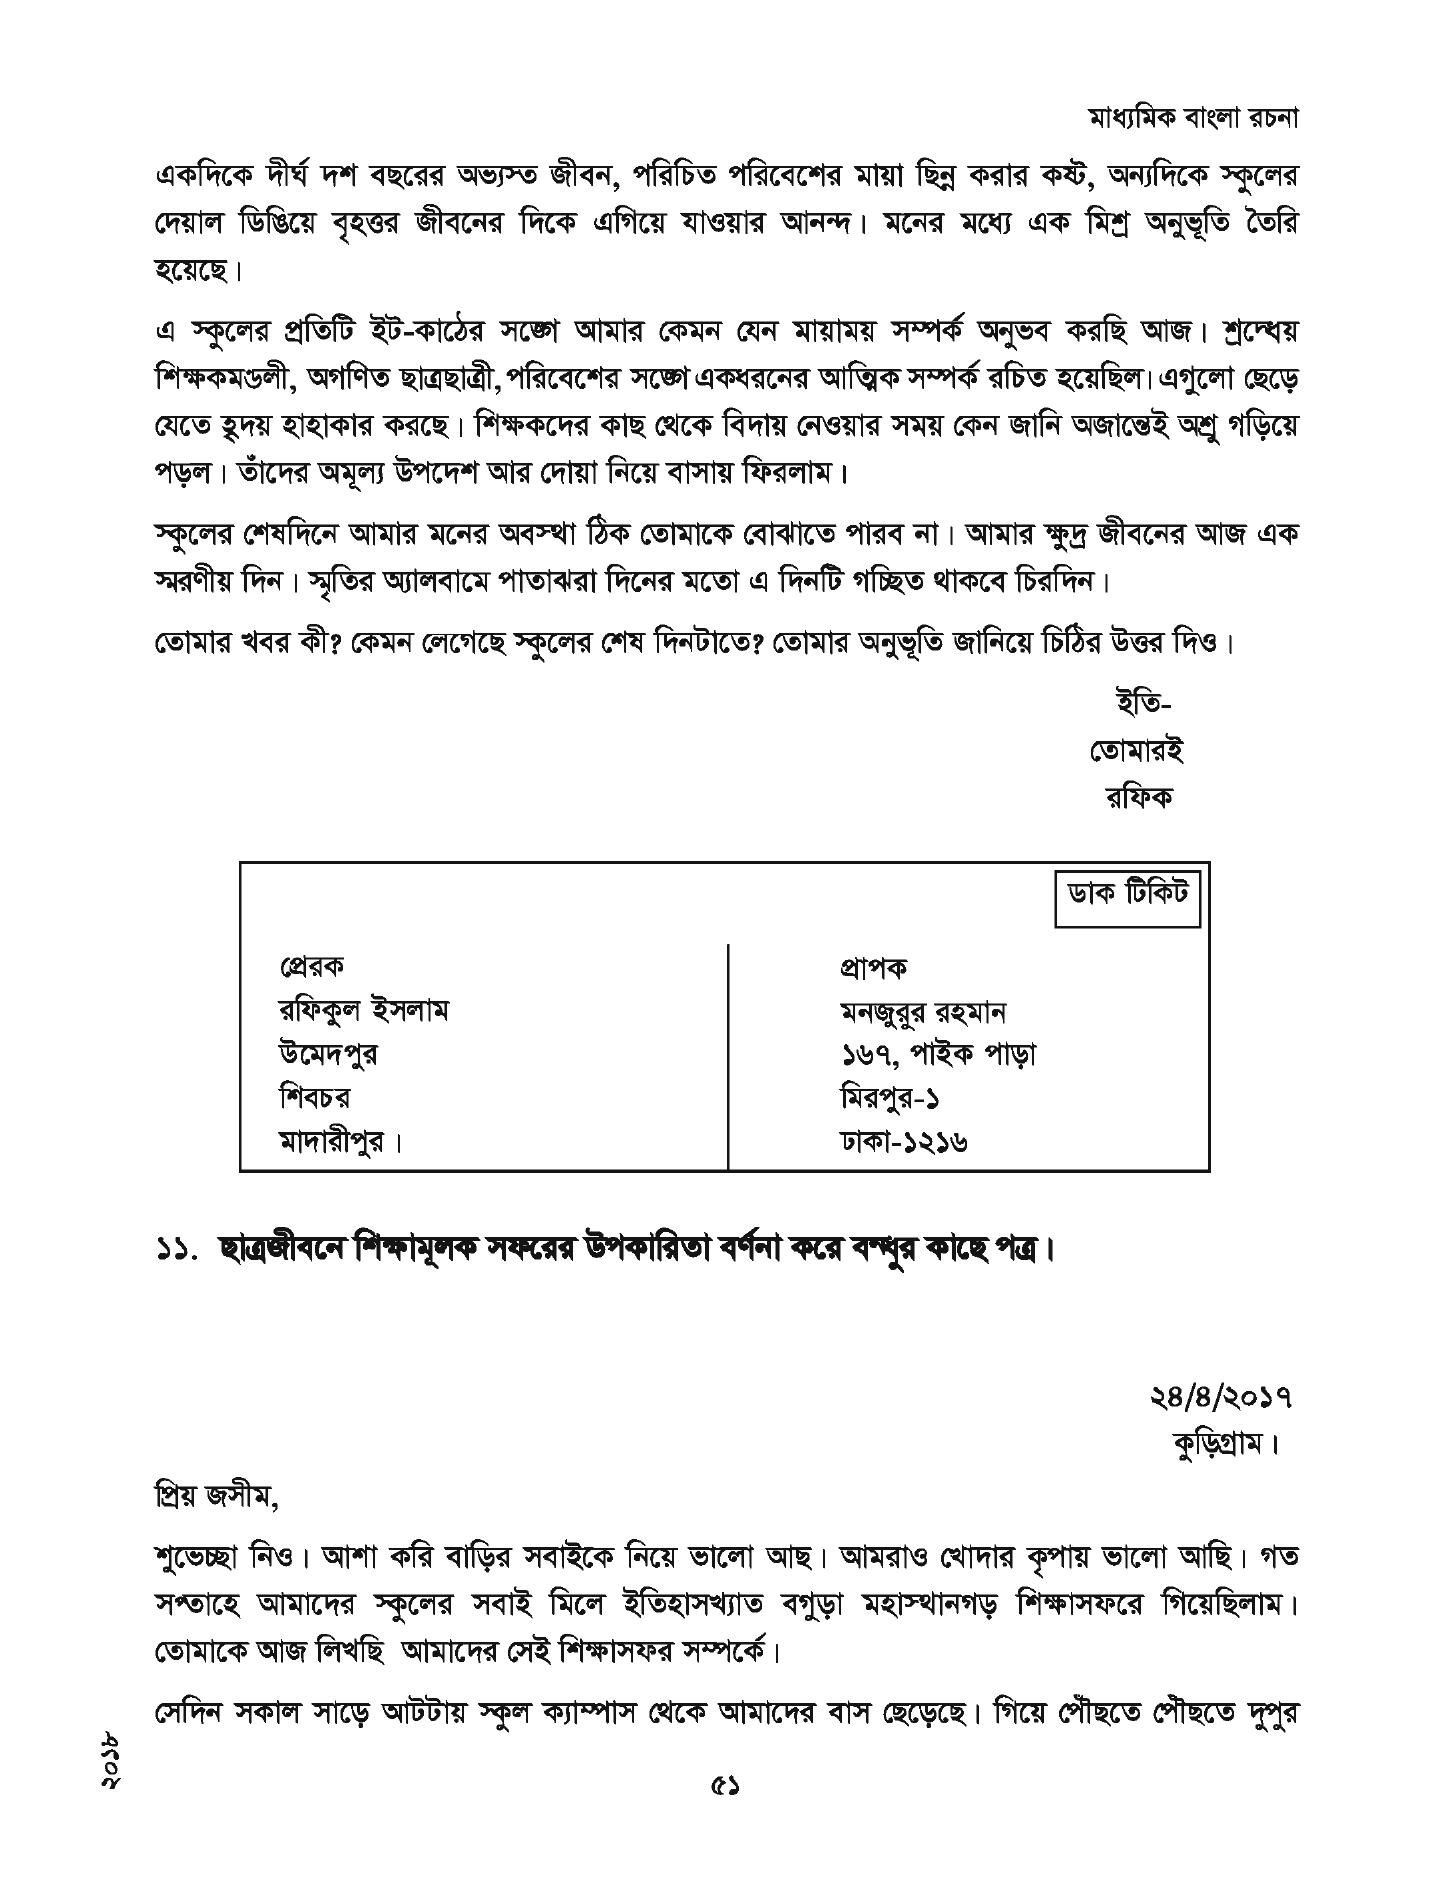 মাধ্যমিক বাংলা রচনা
একদিকে দীর্ঘ দশ বছরের অভ্যস্ত জীবন, পরিচিত পরিবেশের মায়া ছিন্ন করার কষ্ট, অন্যদিকে স্কুলের
দেয়াল ডিঙিয়ে বৃহত্তর জীবনের দিকে এগিয়ে যাওয়ার আনন্দ। মনের মধ্যে এক মিশ্র অনুভূতি তৈরি
হয়েছে।
এ স্কুলের প্রতিটি ইট-কাঠের সঙ্গে আমার কেমন যেন মায়াময় সম্পর্ক অনুভব করছি আজ। শ্রদ্ধেয়
শিক্ষকমণ্ডলী, অগণিত ছাত্রছাত্রী, পরিবেশের সঙ্গে একধরনের আত্মিক সম্পর্ক রচিত হয়েছিল। এগুলো ছেড়ে
যেতে হৃদয় হাহাকার করছে। শিক্ষকদের কাছ থেকে বিদায় নেওয়ার সময় কেন জানি অজান্তেই অশ্রু গড়িয়ে
পড়ল। তাঁদের অমূল্য উপদেশ আর দোয়া নিয়ে বাসায় ফিরলাম।
স্কুলের শেষদিনে আমার মনের অবস্থা ঠিক তোমাকে বোঝাতে পারব না। আমার ক্ষুদ্র জীবনের আজ এক
স্মরণীয় দিন। স্মৃতির অ্যালবামে পাতাঝরা দিনের মতো এ দিনটি গচ্ছিত থাকবে চিরদিন।
তোমার খবর কী? কেমন লেগেছে স্কুলের শেষ দিনটাতে? তোমার অনুভূতি জানিয়ে চিঠির উত্তর দিও।
ইতি-
তোমারই
রফিক
ডাক টিকিট
প্রেরক
রফিকুল ইসলাম
উমেদপুর
শিবচর
মাদারীপুর।
প্রাপক
মনজুরুর রহমান
১৬৭, পাইক পাড়া
মিরপুর-১
ঢাকা-১২১৬
১১. ছাত্রজীবনে শিক্ষামূলক সফরের উপকারিতা বর্ণনা করে বন্ধুর কাছে পত্র।
২৪/৪/২০১৭
কুড়িগ্রাম।
প্রিয় জসীম,
শুভেচ্ছা নিও। আশা করি বাড়ির সবাইকে নিয়ে ভালো আছ। আমরাও খোদার কৃপায় ভালো আছি। গত
সপ্তাহে আমাদের স্কুলের সবাই মিলে ইতিহাসখ্যাত বগুড়া মহাস্থানগড় শিক্ষাসফরে গিয়েছিলাম।
তোমাকে আজ লিখছি আমাদের সেই শিক্ষাসফর সম্পর্কে।
সেদিন সকাল সাড়ে আটটায় স্কুল ক্যাম্পাস থেকে আমাদের বাস ছেড়েছে। গিয়ে পৌঁছতে পৌঁছতে দুপুর
২০১৮
৫১